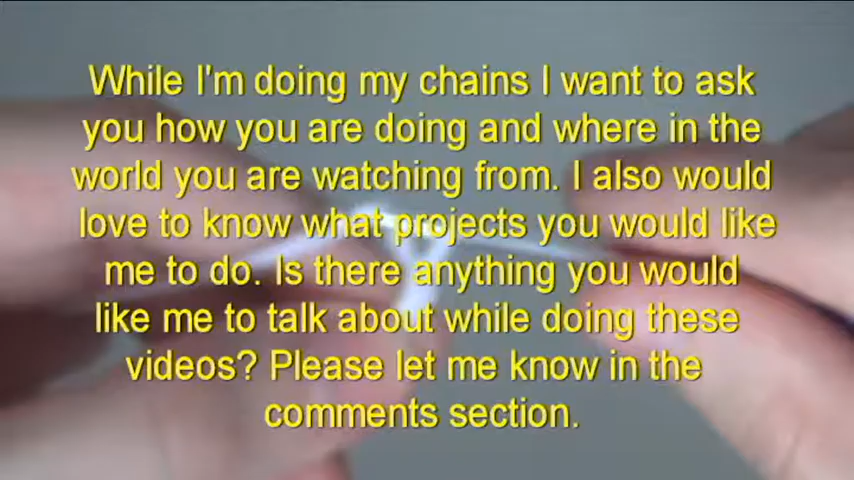 While I'm doing my chains I want to ask
you how you are doing and where in the
world you are watching from. I also would
love to know what projects you would like
me to do. Is there anything you would
like me to talk about while doing these
videos? Please let me know in the
comments section.